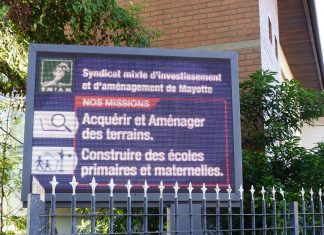 SMIAM
Syndicat mixte d'investissement
et d'aménagement de Mayotte
NOS MISSIONS
Acquérir et Aménager
des terrains.
Construire des écoles
primaires et maternelles.